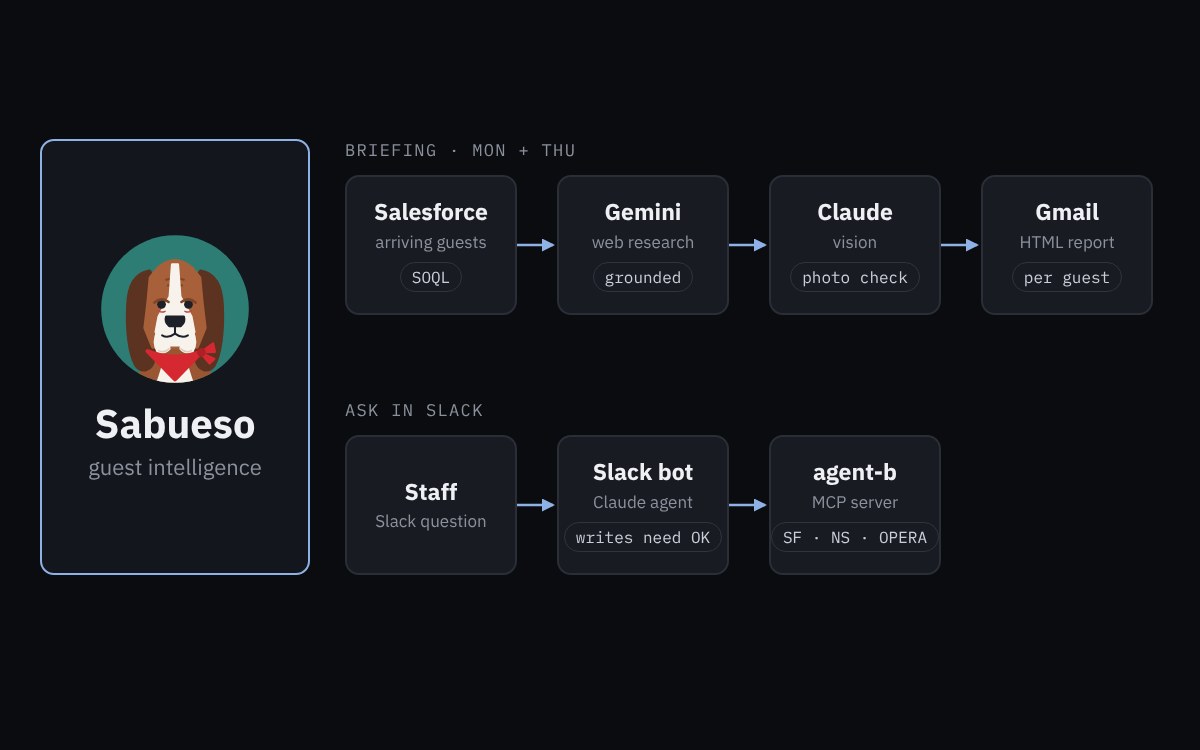 Sabueso
guest intelligence
BRIEFING · MON + THU
Salesforce
arriving guests
SOQL
Gemini
web research
grounded
Claude
vision
photo check
Gmail
HTML report
per guest
ASK IN SLACK
Staff
Slack question
Slack bot
Claude agent
writes need OK
agent-b
MCP server
SF · NS · OPERA